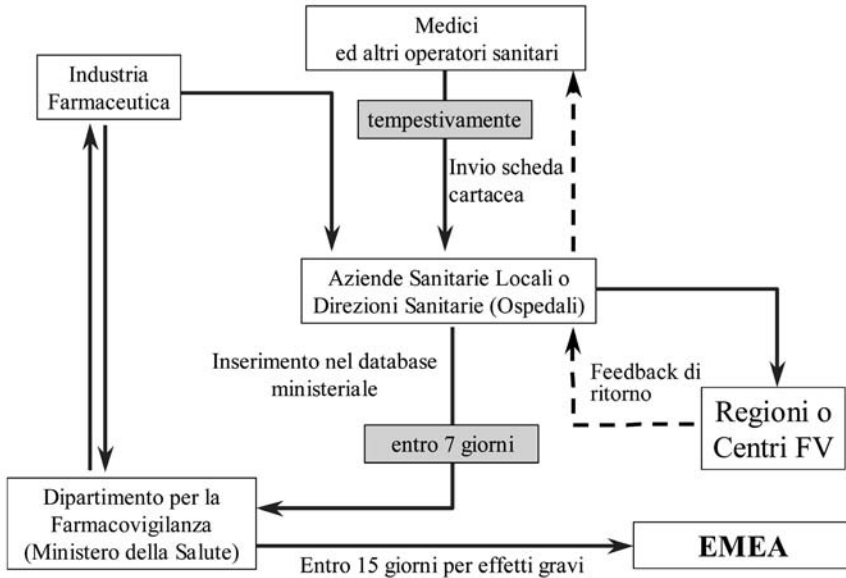 Medici
ed altri operatori sanitari
Industria
Farmaceutica
tempestivamente
Invio scheda
cartacea
Aziende Sanitarie Locali o
Direzioni Sanitarie (Ospedali)
Inserimento nel database
ministeriale
Feedback di
ritorno
Regioni o
Centri FV
entro 7 giorni
Dipartimento per la
Farmacovigilanza
(Ministero della Salute)
EMEA
Entro 15 giorni per effetti gravi